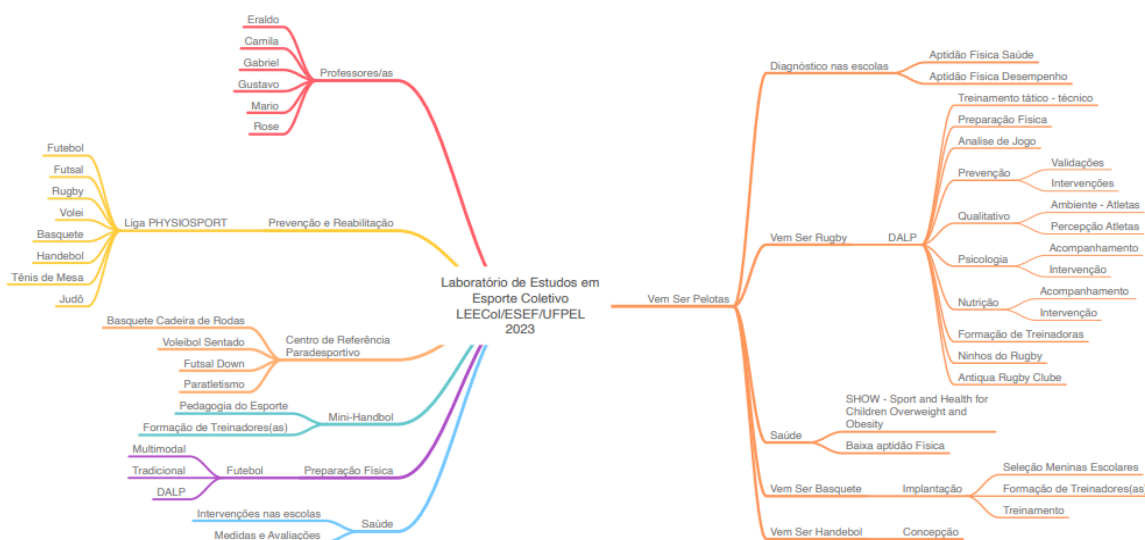 Eraldo
Camila
Gabriel
Gustavo
Mario
Rose
Professores/as
Futebol
Futsal
Rugby
Volei
Basquete
Handebol
Tênis de Mesa
Judô
Liga PHYSIOSPORT
Prevenção e Reabilitação
Basquete Cadeira de Rodas
Voleibol Sentado
Futsal Down
Paratletismo
Centro de Referência
Paradesportivo
Pedagogia do Esporte
Formação de Treinadores(as)
Mini-Handbol
Multimodal
Tradicional
DALP
Futebol
Preparação Física
Intervenções nas escolas
Medidas e Avaliações
Saúde
Laboratório de Estudos em
Esporte Coletivo
LEECol/ESEF/UFPEL
2023
Vem Ser Pelotas
Diagnóstico nas escolas
Aptidão Física Saúde
Aptidão Física Desempenho
Vem Ser Rugby
DALP
Treinamento tático - técnico
Preparação Física
Analise de Jogo
Prevenção
Validações
Intervenções
Qualitativo
Ambiente - Atletas
Percepção Atletas
Psicologia
Acompanhamento
Intervenção
Nutrição
Acompanhamento
Intervenção
Formação de Treinadoras
Ninhos do Rugby
Antiqua Rugby Clube
Saúde
SHOW - Sport and Health for
Children Overweight and
Obesity
Baixa aptidão Física
Vem Ser Basquete
Implantação
Seleção Meninas Escolares
Formação de Treinadores(as)
Treinamento
Vem Ser Handebol
Concepção